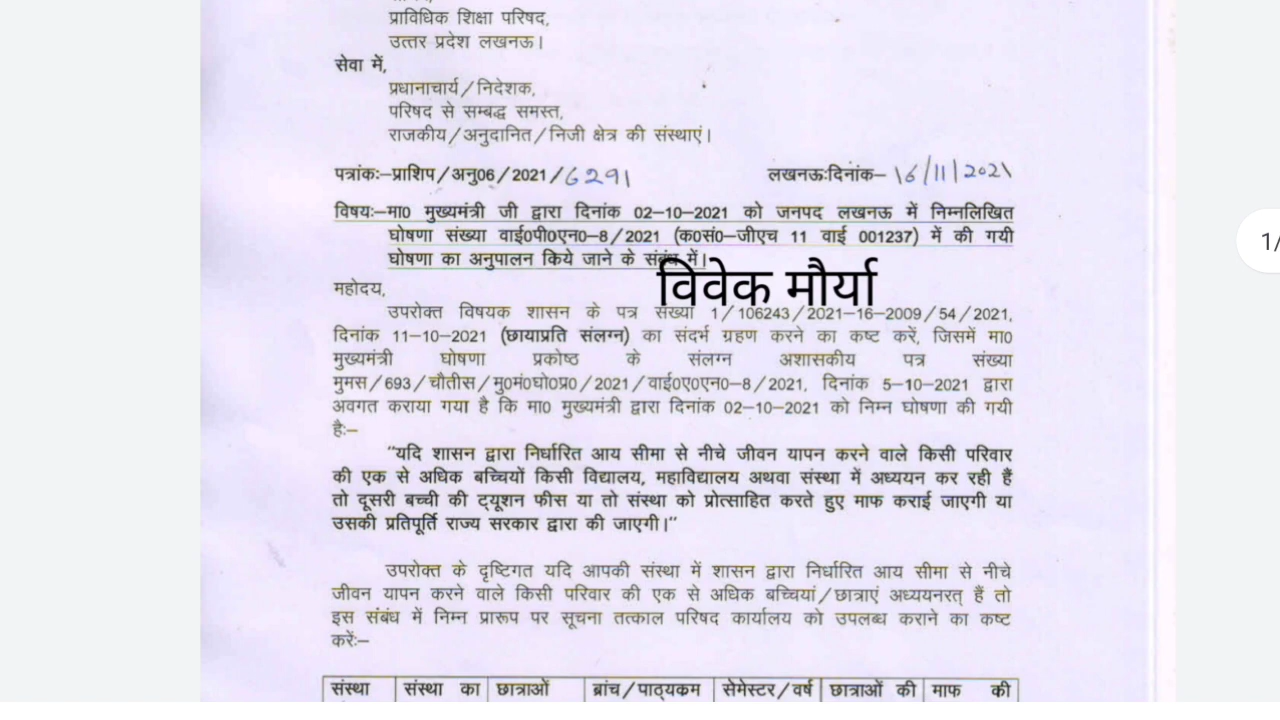 प्राविधिक शिक्षा परिषद,
उत्तर प्रदेश लखनऊ।
सेवा में,
प्रधानाचार्य/निदेशक,
परिषद से सम्बद्ध समस्त,
राजकीय/अनुदानित/निजी क्षेत्र की संस्थाएं।
पत्रांकः–प्राशिप/अनु06/2021/6291 लखनऊःदिनांक– 16/11/2021
विषयः–मा0 मुख्यमंत्री जी द्वारा दिनांक 02–10–2021 को जनपद लखनऊ में निम्नलिखित
घोषणा संख्या वाई0पी0एन0–8/2021 (क0सं0–जीएच 11 वाई 001237) में की गयी
घोषणा का अनुपालन किये जाने के संबंध में।
विवेक मौर्या
महोदय,
उपरोक्त विषयक शासन के पत्र संख्या 1/106243/2021–16–2009/54/2021,
दिनांक 11–10–2021 (छायाप्रति संलग्न) का संदर्भ ग्रहण करने का कष्ट करें, जिसमें मा0
मुख्यमंत्री घोषणा प्रकोष्ठ के संलग्न अशासकीय पत्र संख्या
मुमस/693/चौतीस/मु0मं0घो0प्र0/2021/वाई0ए0एन0–8/2021, दिनांक 5–10–2021 द्वारा
अवगत कराया गया है कि मा0 मुख्यमंत्री द्वारा दिनांक 02–10–2021 को निम्न घोषणा की गयी
हैः–
“यदि शासन द्वारा निर्धारित आय सीमा से नीचे जीवन यापन करने वाले किसी परिवार
की एक से अधिक बच्चियों किसी विद्यालय, महाविद्यालय अथवा संस्था में अध्ययन कर रही हैं
तो दूसरी बच्ची की ट्यूशन फीस या तो संस्था को प्रोत्साहित करते हुए माफ कराई जाएगी या
उसकी प्रतिपूर्ति राज्य सरकार द्वारा की जाएगी।”
उपरोक्त के दृष्टिगत यदि आपकी संस्था में शासन द्वारा निर्धारित आय सीमा से नीचे
जीवन यापन करने वाले किसी परिवार की एक से अधिक बच्चियां/छात्राएं अध्ययनरत् हैं तो
इस संबंध में निम्न प्रारूप पर सूचना तत्काल परिषद कार्यालय को उपलब्ध कराने का कष्ट
करेंः–
संस्था संस्था का छात्राओं ब्रांच/पाठ्यकम सेमेस्टर/वर्ष छात्राओं की माफ की
1/